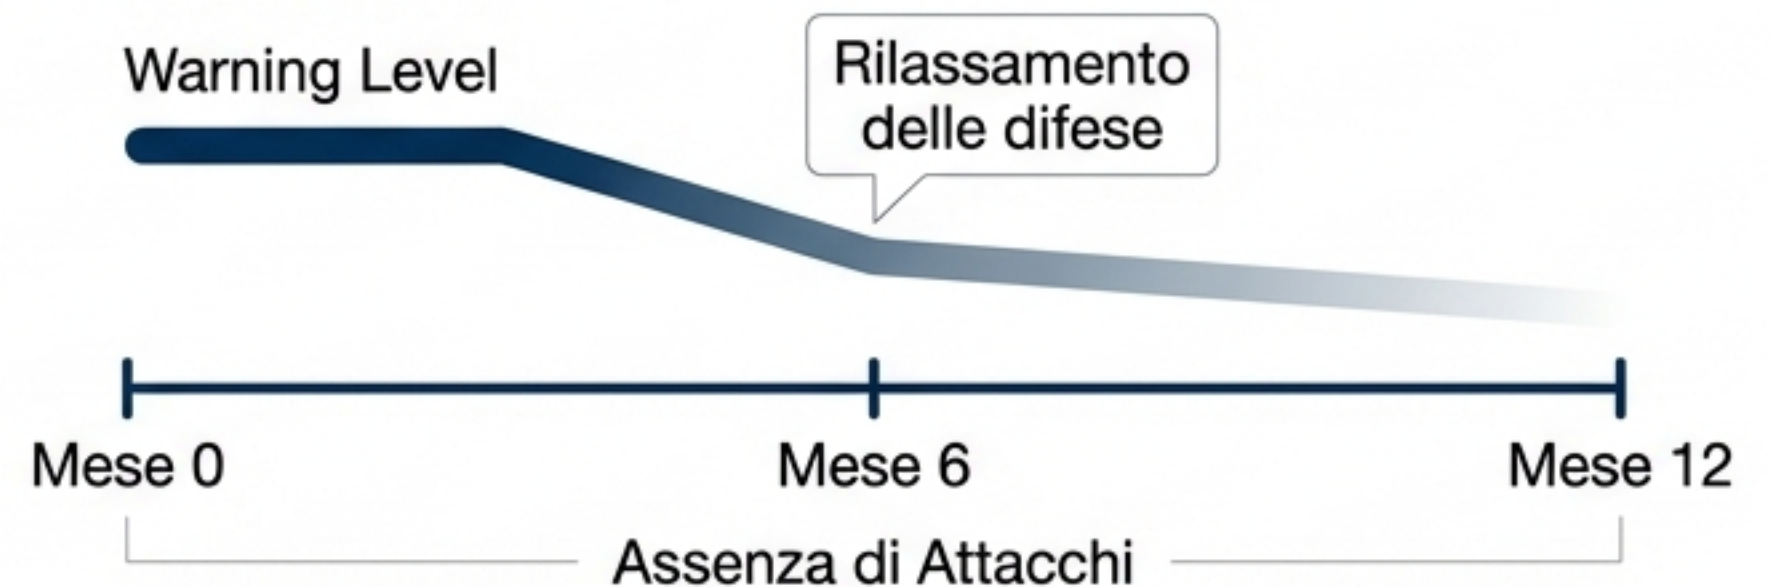 Warning Level
Rilassamento
delle difese
Mese 0
Mese 6
Mese 12
Assenza di Attacchi